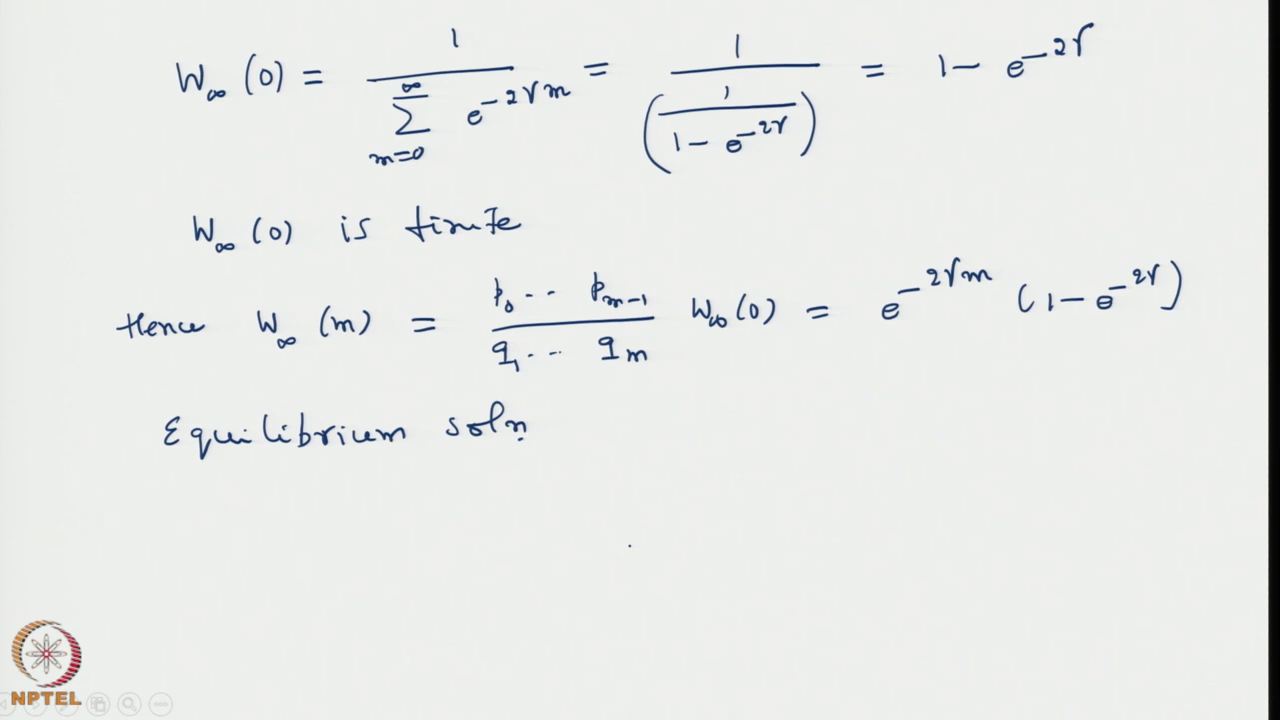 W∞(0) = 1 / ∑_{m=0}^{∞} e^{-2γm} = 1 / (1 / (1 - e^{-2γ})) = 1 - e^{-2γ}
W∞(0) is finite
Hence W∞(m) = p₀ ·· p_{m-1} / q₁ ··· q_m W∞(0) = e^{-2γm} (1 - e^{-2γ})
Equilibrium soln.
NPTEL